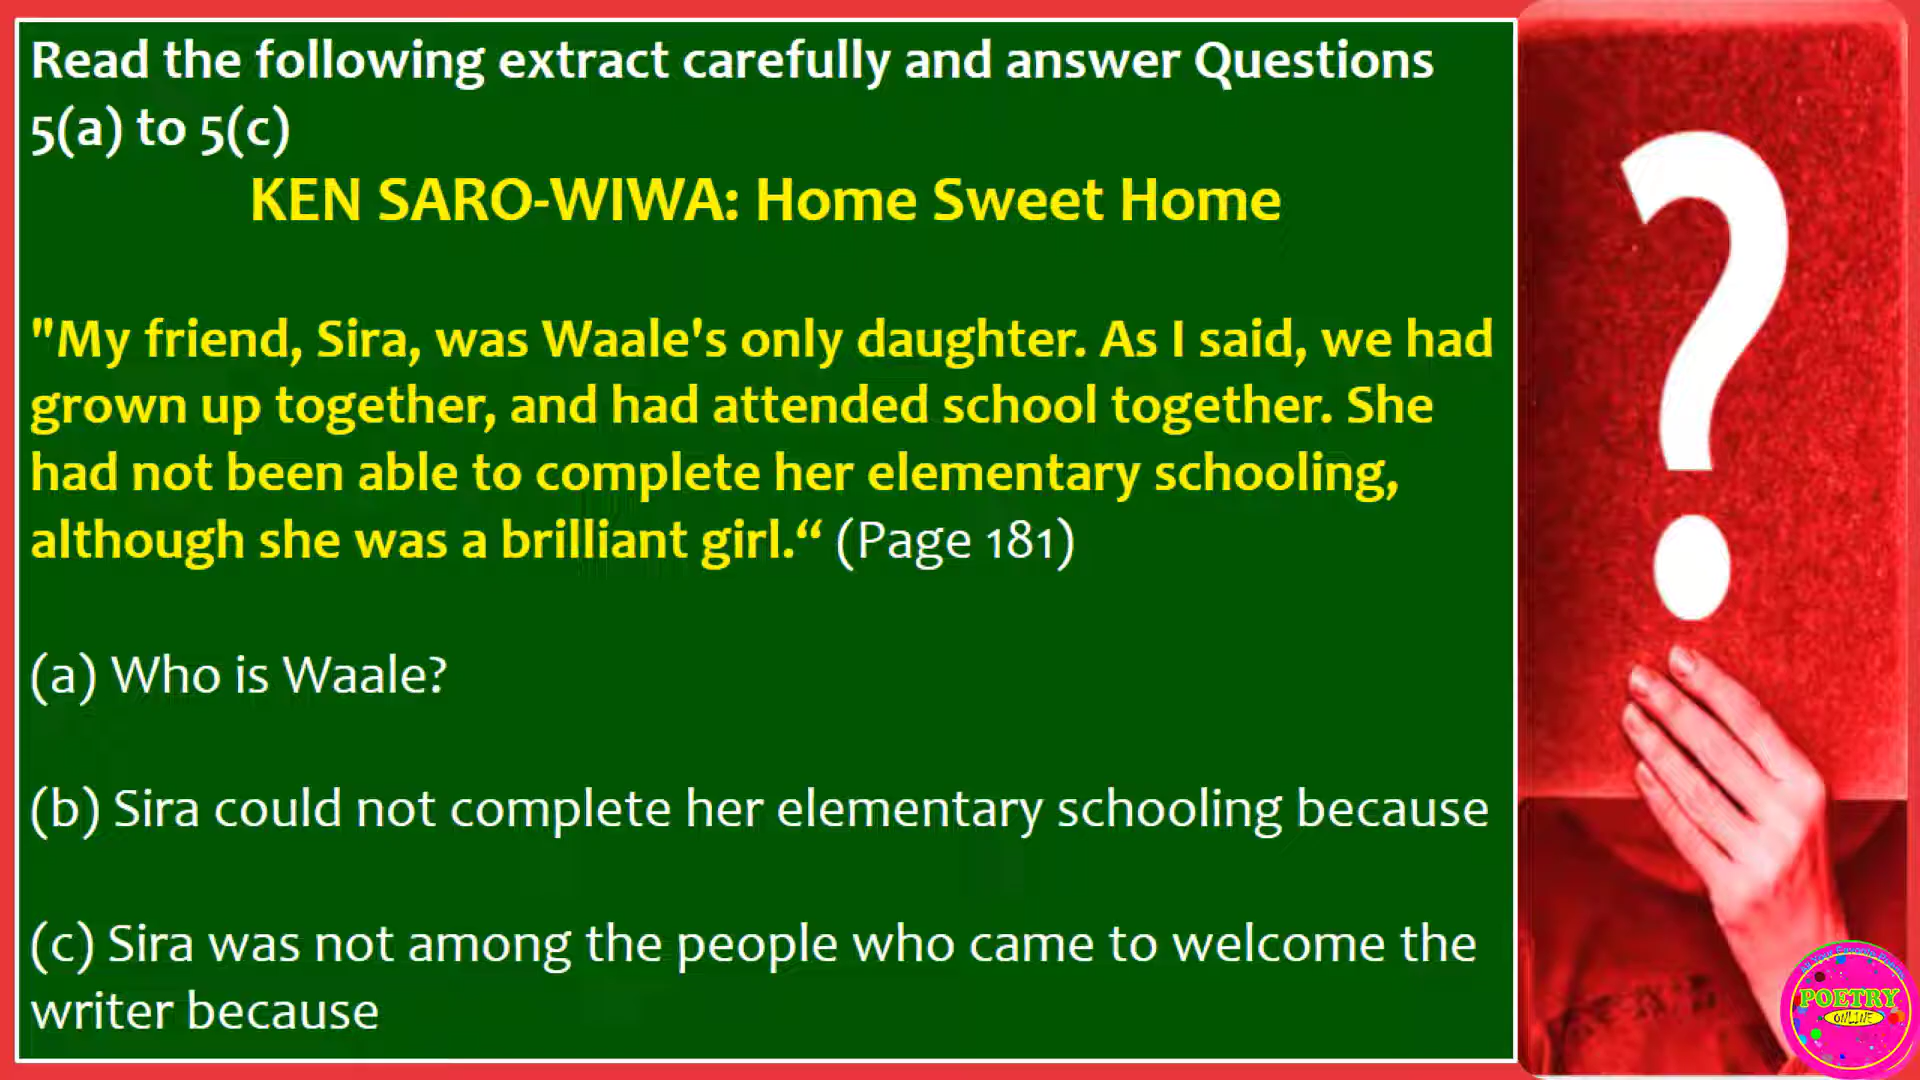 Read the following extract carefully and answer Questions
5(a) to 5(c)
KEN SARO-WIWA: Home Sweet Home
"My friend, Sira, was Waale's only daughter. As I said, we had
grown up together, and had attended school together. She
had not been able to complete her elementary schooling,
although she was a brilliant girl.“ (Page 181)
(a) Who is Waale?
(b) Sira could not complete her elementary schooling because
(c) Sira was not among the people who came to welcome the
writer because
?
All Your Favorite Poems
POETRY
ONLINE